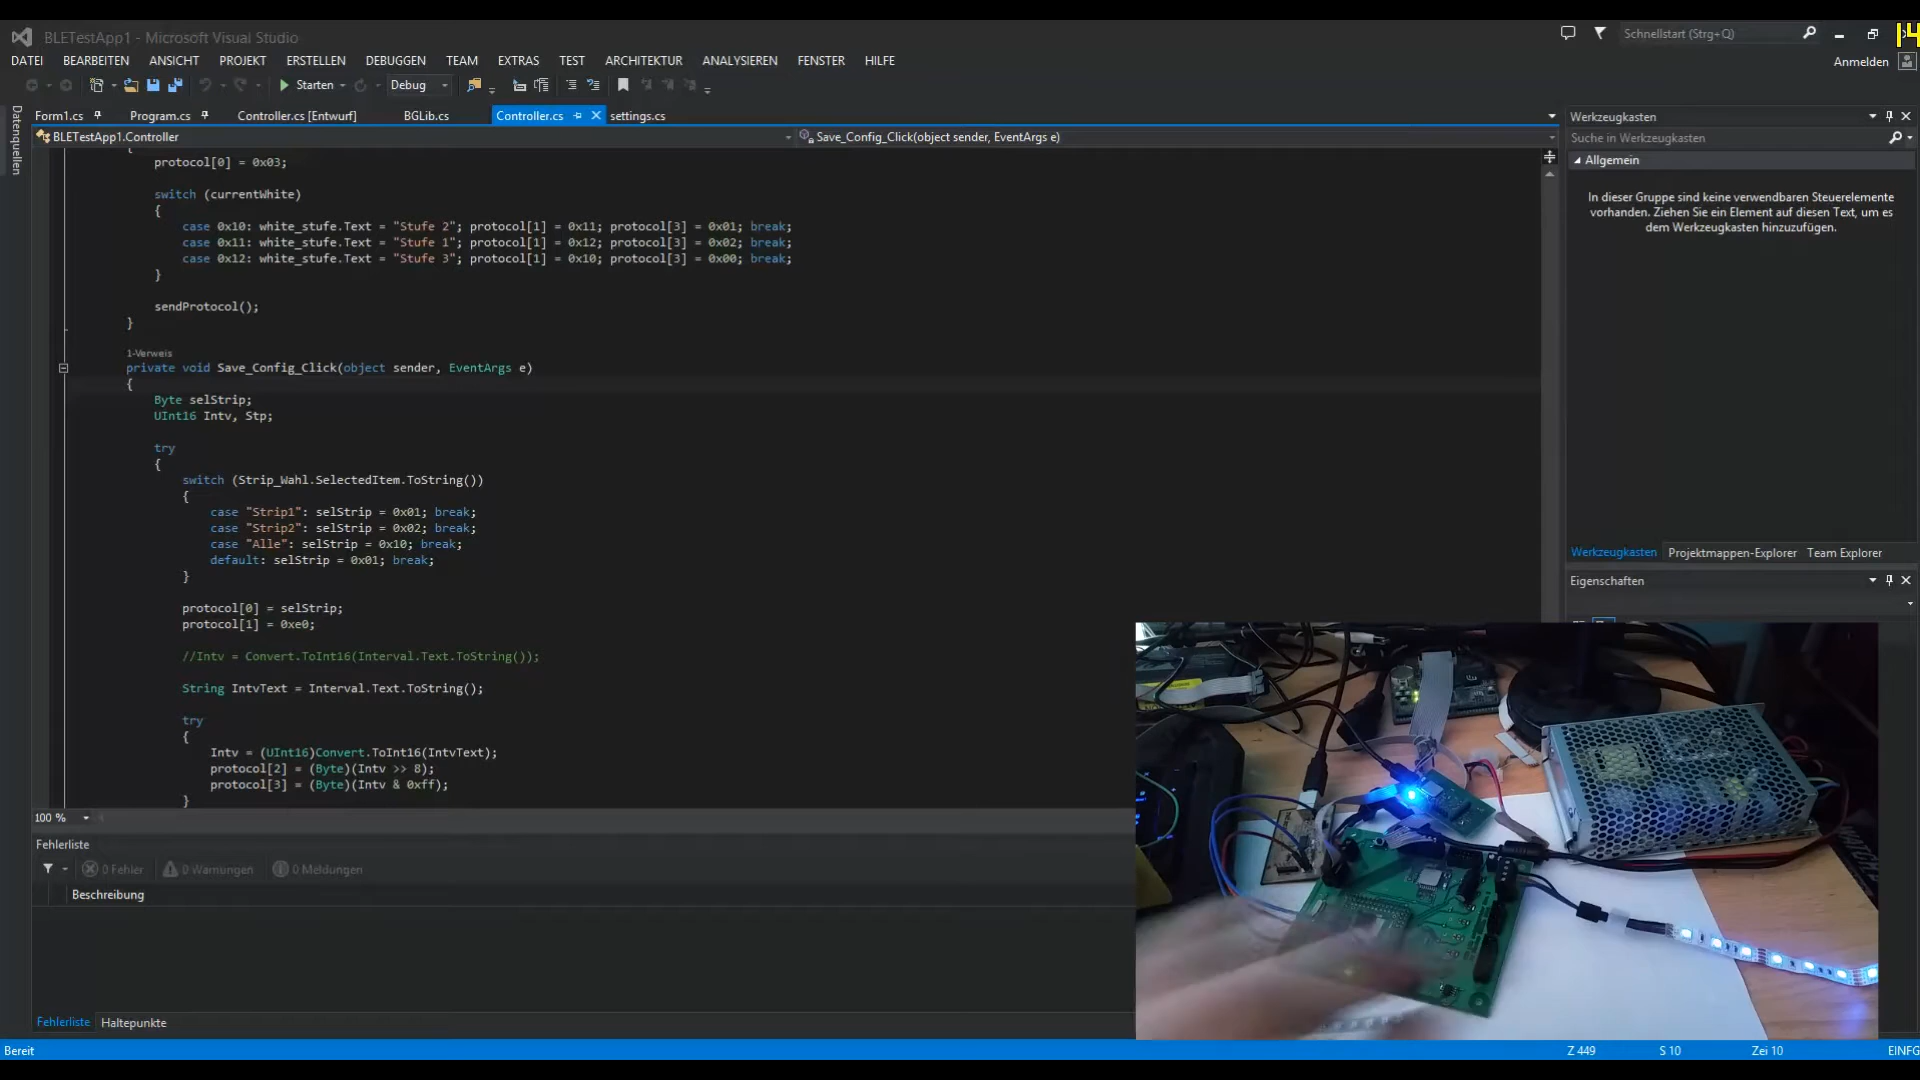 BLETestApp1 - Microsoft Visual Studio
Schnellstart (Strg+Q)
DATEI BEARBEITEN ANSICHT PROJEKT ERSTELLEN DEBUGGEN TEAM EXTRAS TEST ARCHITEKTUR ANALYSIEREN FENSTER HILFE
Anmelden
Starten Debug
Datenquellen
Form1.cs Program.cs Controller.cs [Entwurf] BGLib.cs Controller.cs settings.cs
BLETestApp1.Controller
Save_Config_Click(object sender, EventArgs e)
{
protocol[0] = 0x03;
switch (currentWhite)
{
case 0x10: white_stufe.Text = "Stufe 2"; protocol[1] = 0x11; protocol[3] = 0x01; break;
case 0x11: white_stufe.Text = "Stufe 1"; protocol[1] = 0x12; protocol[3] = 0x02; break;
case 0x12: white_stufe.Text = "Stufe 3"; protocol[1] = 0x10; protocol[3] = 0x00; break;
}
sendProtocol();
}
1-Verweis
private void Save_Config_Click(object sender, EventArgs e)
{
Byte selStrip;
UInt16 Intv, Stp;
try
{
switch (Strip_Wahl.SelectedItem.ToString())
{
case "Strip1": selStrip = 0x01; break;
case "Strip2": selStrip = 0x02; break;
case "Alle": selStrip = 0x10; break;
default: selStrip = 0x01; break;
}
protocol[0] = selStrip;
protocol[1] = 0xe0;
//Intv = Convert.ToInt16(Interval.Text.ToString());
String IntvText = Interval.Text.ToString();
try
{
Intv = (UInt16)Convert.ToInt16(IntvText);
protocol[2] = (Byte)(Intv >> 8);
protocol[3] = (Byte)(Intv & 0xff);
}
100 %
Werkzeugkasten
Suche in Werkzeugkasten
Allgemein
In dieser Gruppe sind keine verwendbaren Steuerelemente
vorhanden. Ziehen Sie ein Element auf diesen Text, um es
dem Werkzeugkasten hinzuzufügen.
Werkzeugkasten Projektmappen-Explorer Team Explorer
Eigenschaften
Fehlerliste
0 Fehler 0 Warnungen 0 Meldungen
Beschreibung
Fehlerliste Haltepunkte
Bereit
Z 449 S 10 Zei 10 EINFG